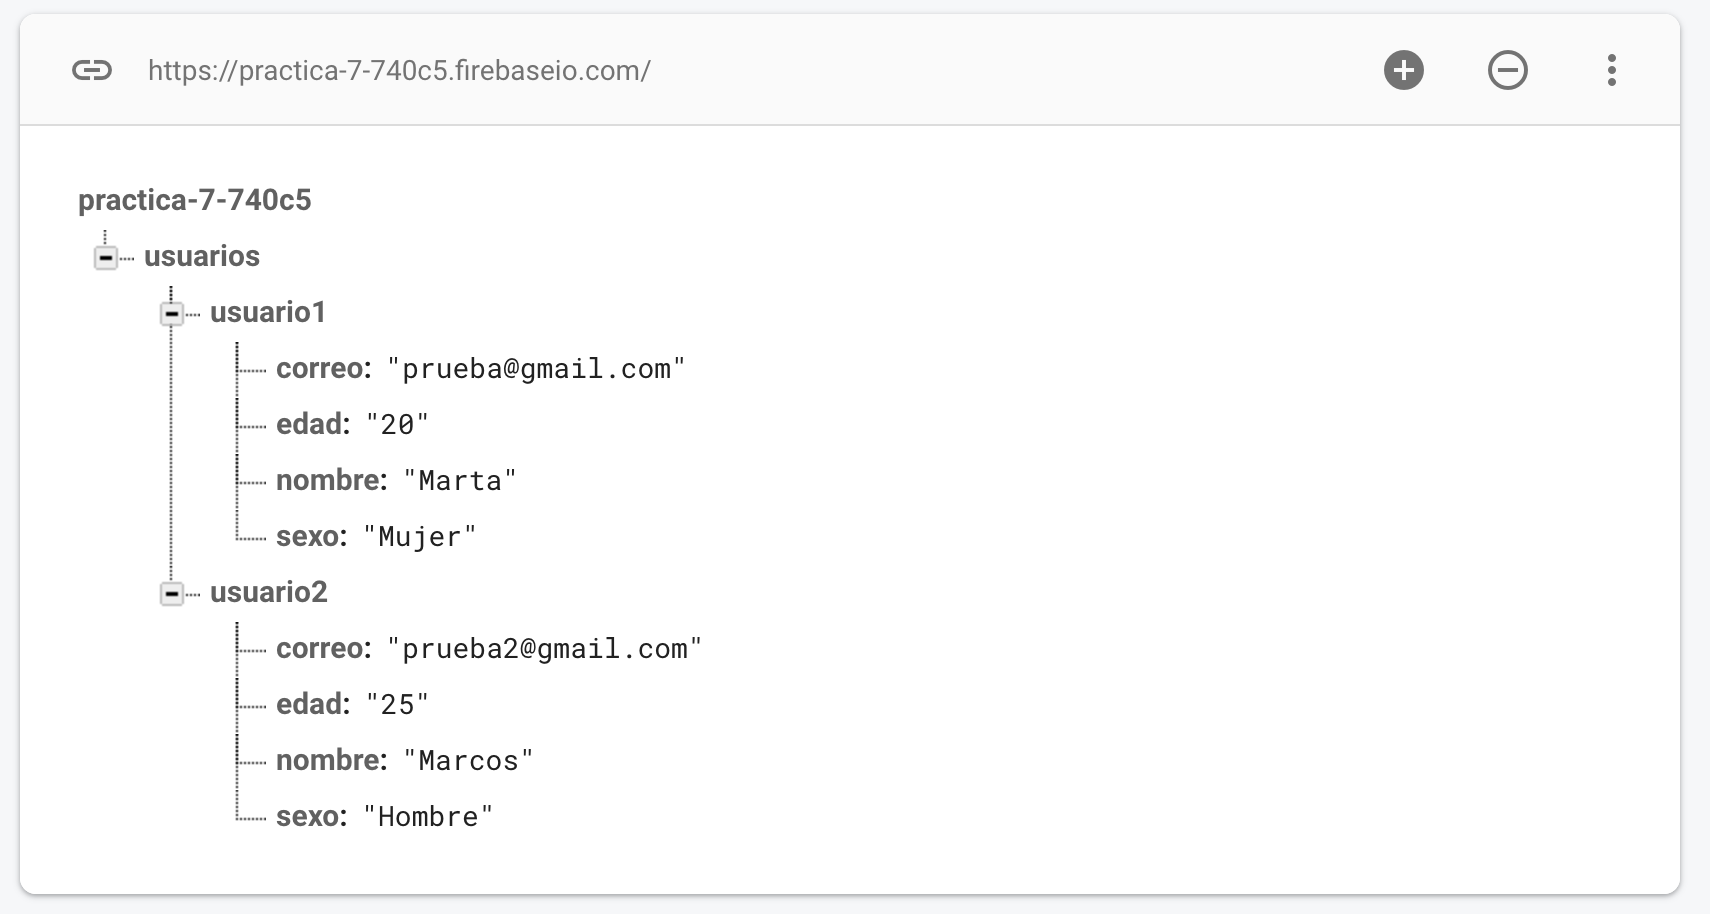 https://practica-7-740c5.firebaseio.com/
practica-7-740c5
usuarios
usuario1
correo: "prueba@gmail.com"
edad: "20"
nombre: "Marta"
sexo: "Mujer"
usuario2
correo: "prueba2@gmail.com"
edad: "25"
nombre: "Marcos"
sexo: "Hombre"